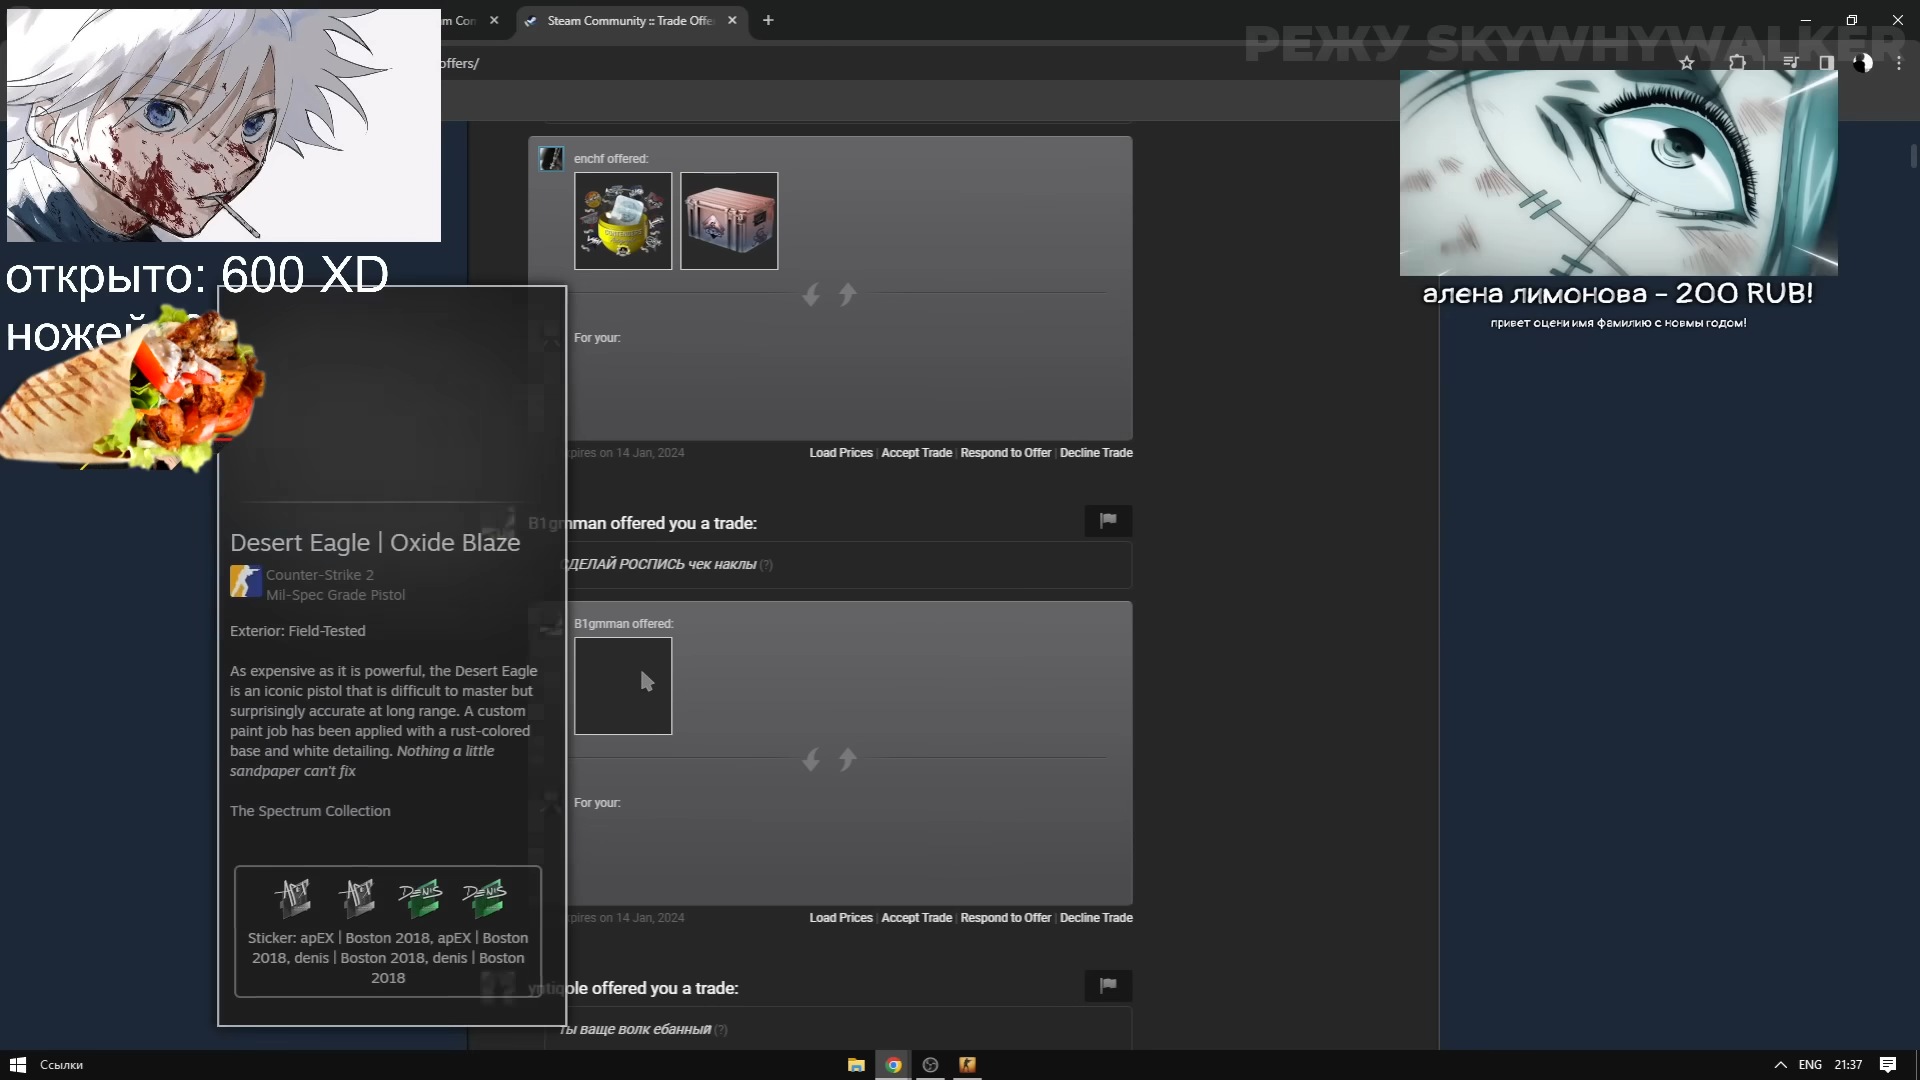 am Con
Steam Community :: Trade Offe
РЕЖУ SKYWHYWALKER
offers/
открыто: 600 XD
ножей
алена лимонова - 200 RUB!
привет оцени имя фамилию с новмы годом!
enchf offered:
For your:
pires on 14 Jan, 2024
Load Prices | Accept Trade | Respond to Offer | Decline Trade
B1gmman offered you a trade:
СДЕЛАЙ РОСПИСЬ чек наклы (?)
B1gmman offered:
For your:
pires on 14 Jan, 2024
Load Prices | Accept Trade | Respond to Offer | Decline Trade
yntiqole offered you a trade:
ты ваще волк ебанный (?)
Desert Eagle | Oxide Blaze
Counter-Strike 2
Mil-Spec Grade Pistol
Exterior: Field-Tested
As expensive as it is powerful, the Desert Eagle
is an iconic pistol that is difficult to master but
surprisingly accurate at long range. A custom
paint job has been applied with a rust-colored
base and white detailing. Nothing a little
sandpaper can't fix
The Spectrum Collection
Sticker: apEX | Boston 2018, apEX | Boston
2018, denis | Boston 2018, denis | Boston
2018
Ссылки
ENG 21:37